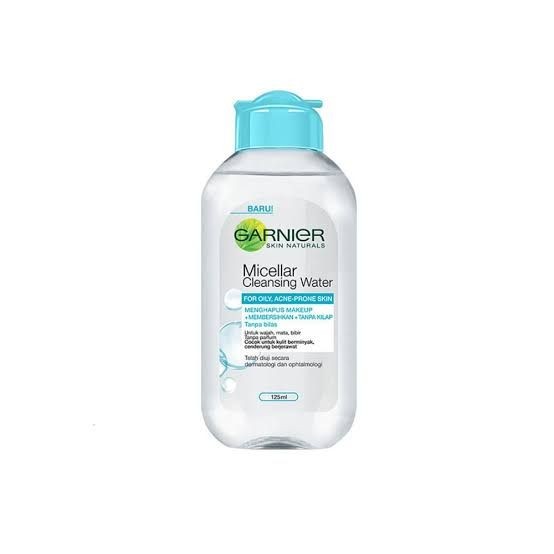 BARU!
GARNIER
SKIN NATURALS
Micellar
Cleansing Water
FOR OILY, ACNE-PRONE SKIN
MENGHAPUS MAKEUP
+MEMBERSIHKAN +TANPA KILAP
Tanpa bilas
Untuk wajah, mata, bibir
Tanpa parfum
Cocok untuk kulit berminyak,
cenderung berjerawat
Telah diuji secara
dermatologi dan ophtalmologi
125ml